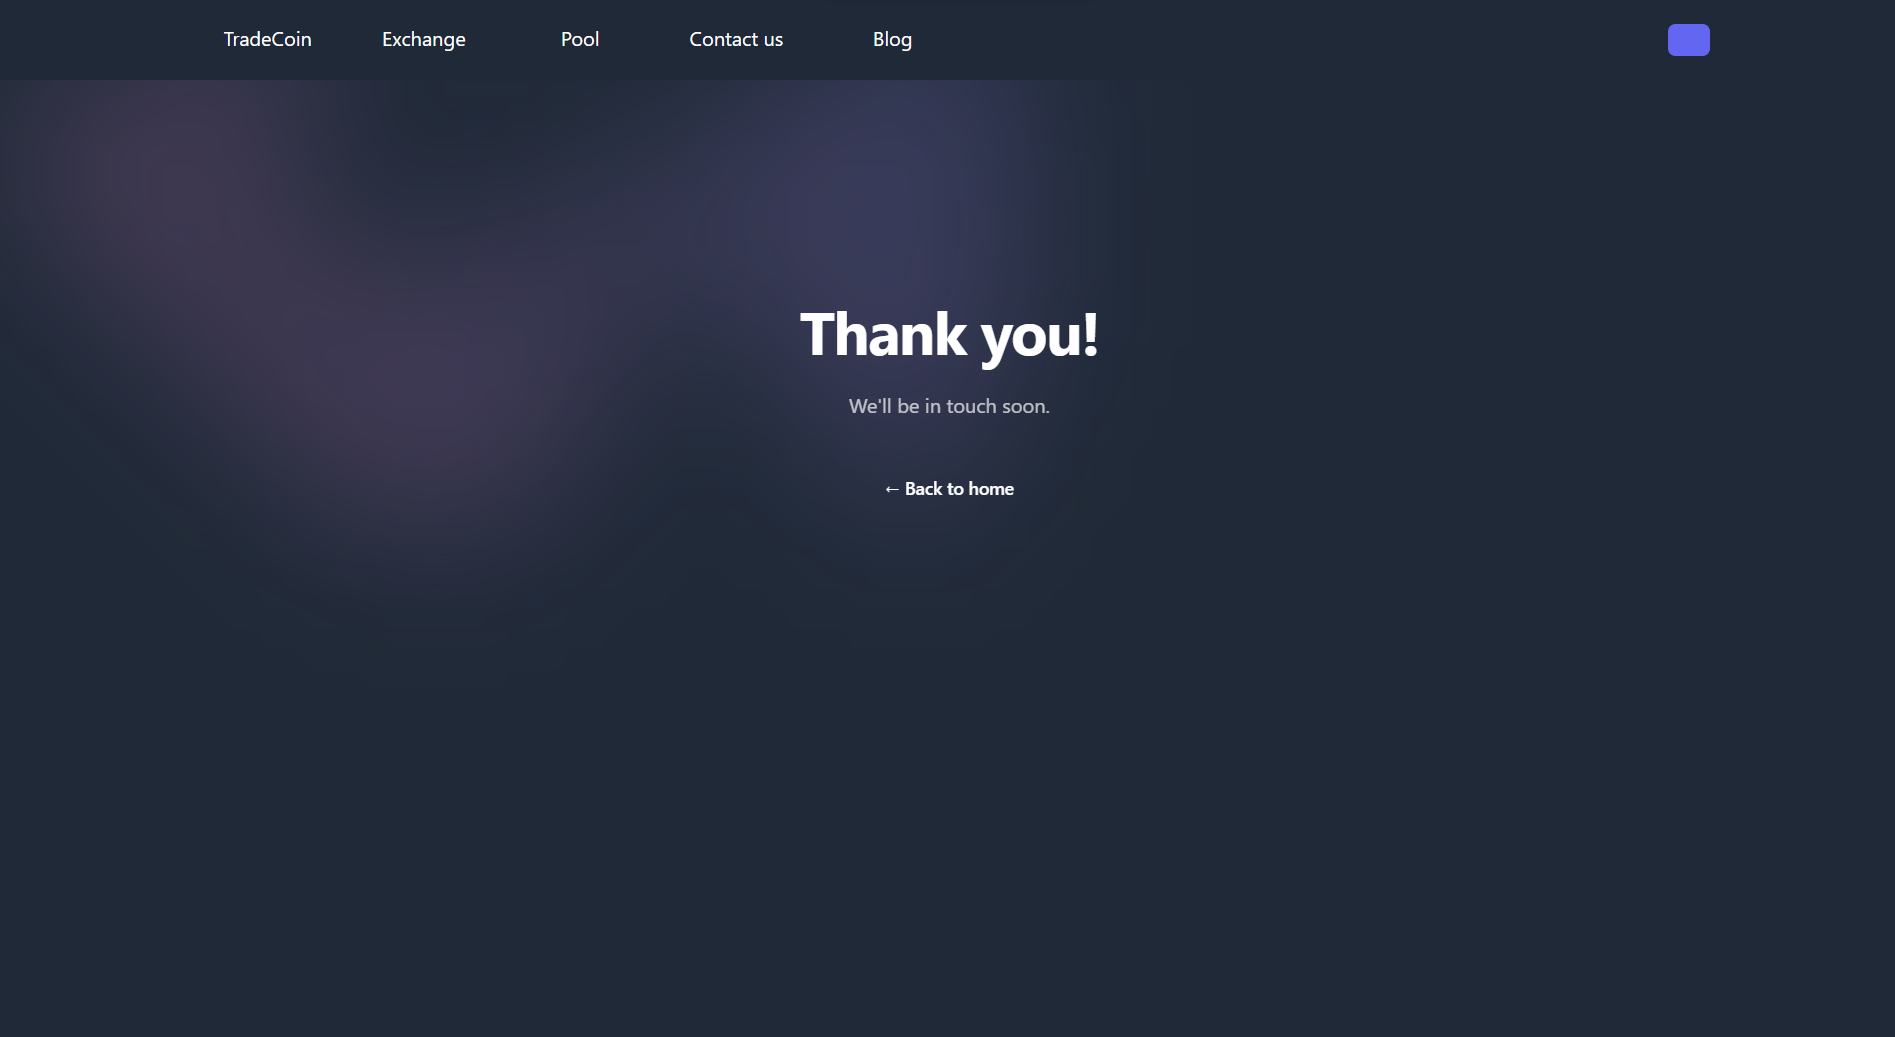 TradeCoin Exchange Pool Contact us Blog
Thank you!
We'll be in touch soon.
← Back to home